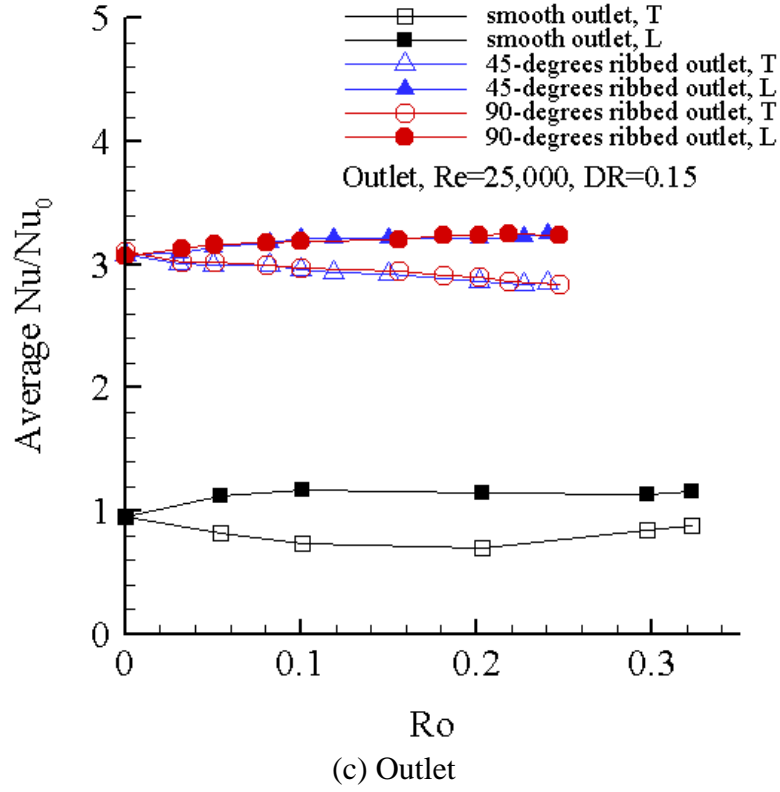 smooth outlet, T
smooth outlet, L
45-degrees ribbed outlet, T
45-degrees ribbed outlet, L
90-degrees ribbed outlet, T
90-degrees ribbed outlet, L
Outlet, Re=25,000, DR=0.15
Average Nu/Nu0
5
4
3
2
1
0
0 0.1 0.2 0.3
Ro
(c) Outlet